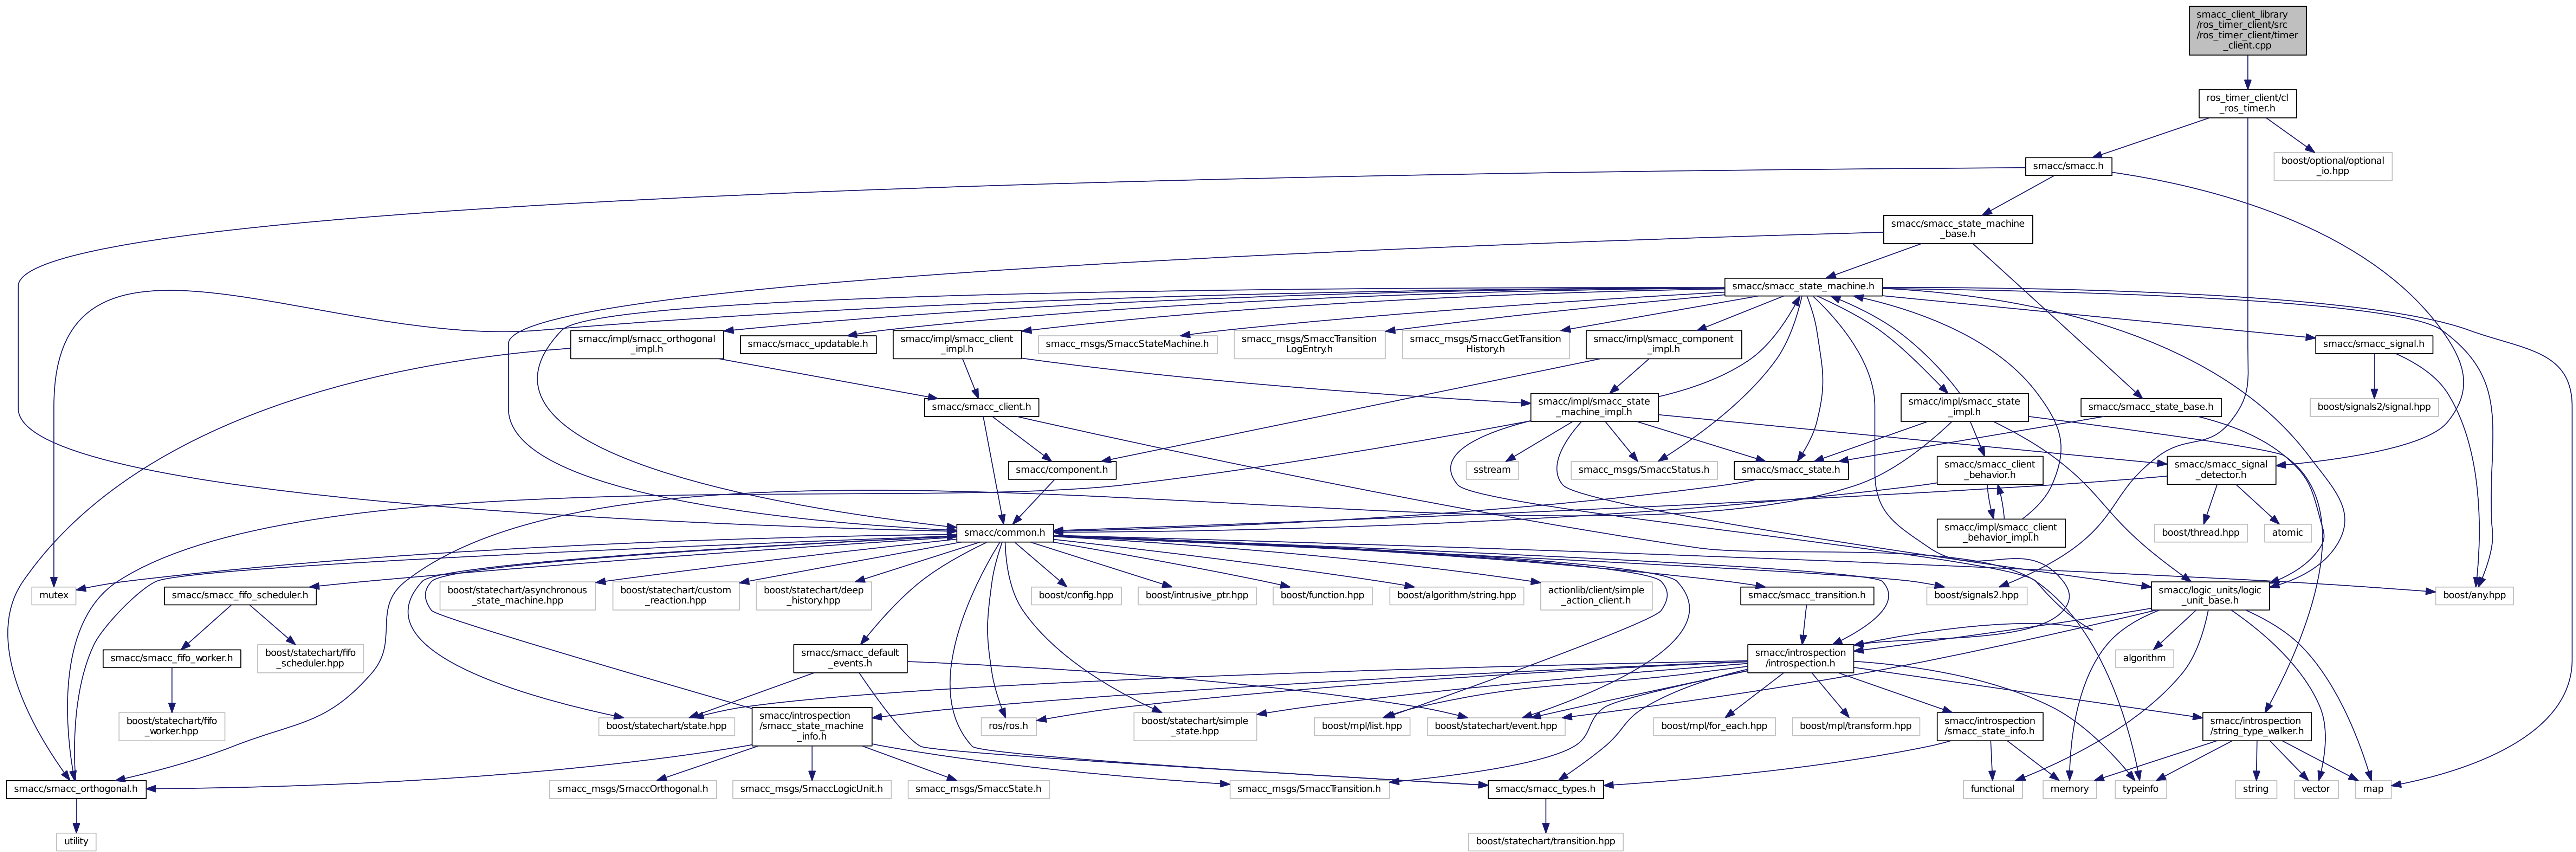 smacc_client_library
/ros_timer_client/src
/ros_timer_client/timer
_client.cpp
ros_timer_client/cl
_ros_timer.h
smacc/smacc.h
boost/optional/optional
_io.hpp
smacc/smacc_state_machine
_base.h
smacc/smacc_state_machine.h
smacc/impl/smacc_orthogonal
_impl.h
smacc/smacc_updatable.h
smacc/impl/smacc_client
_impl.h
smacc_msgs/SmaccStateMachine.h
smacc_msgs/SmaccTransition
LogEntry.h
smacc_msgs/SmaccGetTransition
History.h
smacc/impl/smacc_component
_impl.h
smacc/smacc_signal.h
smacc/smacc_client.h
smacc/impl/smacc_state
_machine_impl.h
smacc/impl/smacc_state
_impl.h
smacc/smacc_state_base.h
boost/signals2/signal.hpp
smacc/component.h
sstream
smacc_msgs/SmaccStatus.h
smacc/smacc_state.h
smacc/smacc_client
_behavior.h
smacc/smacc_signal
_detector.h
smacc/common.h
smacc/impl/smacc_client
_behavior_impl.h
boost/thread.hpp
atomic
mutex
smacc/smacc_fifo_scheduler.h
boost/statechart/asynchronous
_state_machine.hpp
boost/statechart/custom
_reaction.hpp
boost/statechart/deep
_history.hpp
boost/config.hpp
boost/intrusive_ptr.hpp
boost/function.hpp
boost/algorithm/string.hpp
actionlib/client/simple
_action_client.h
smacc/smacc_transition.h
boost/signals2.hpp
smacc/logic_units/logic
_unit_base.h
boost/any.hpp
smacc/smacc_fifo_worker.h
boost/statechart/fifo
_scheduler.hpp
smacc/smacc_default
_events.h
smacc/introspection
/introspection.h
algorithm
boost/statechart/fifo
_worker.hpp
boost/statechart/state.hpp
smacc/introspection
/smacc_state_machine
_info.h
ros/ros.h
boost/statechart/simple
_state.hpp
boost/mpl/list.hpp
boost/statechart/event.hpp
boost/mpl/for_each.hpp
boost/mpl/transform.hpp
smacc/introspection
/smacc_state_info.h
smacc/introspection
/string_type_walker.h
smacc/smacc_orthogonal.h
smacc_msgs/SmaccOrthogonal.h
smacc_msgs/SmaccLogicUnit.h
smacc_msgs/SmaccState.h
smacc_msgs/SmaccTransition.h
smacc/smacc_types.h
functional
memory
typeinfo
string
vector
map
utility
boost/statechart/transition.hpp